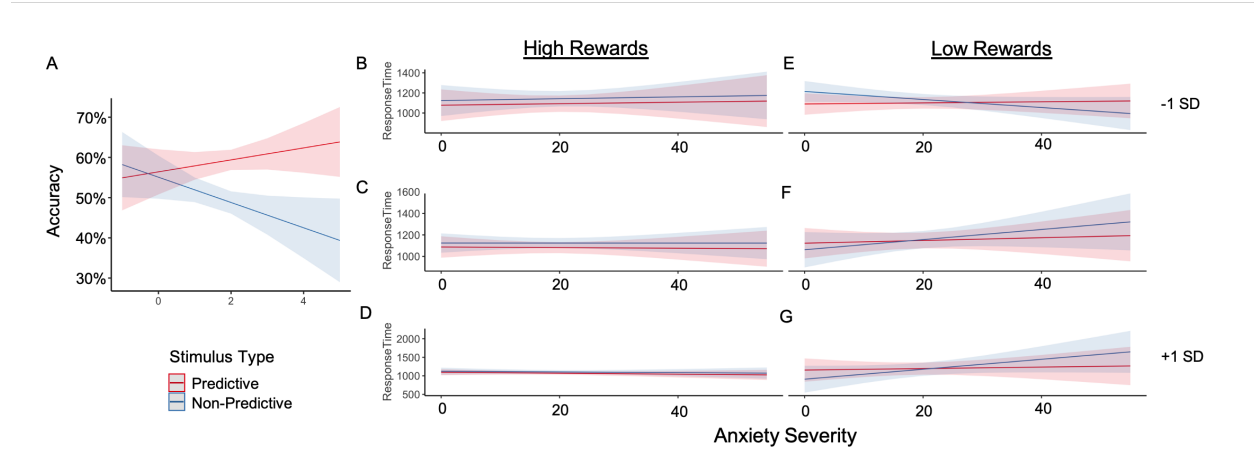 High Rewards
Low Rewards
A
B
E
70%
60%
50%
40%
30%
Accuracy
0
2
4
ResponseTime
1400
1200
1000
0
20
40
0
20
40
-1 SD
C
F
ResponseTime
1600
1400
1200
1000
0
20
40
0
20
40
D
G
ResponseTime
2000
1500
1000
500
0
20
40
0
20
40
+1 SD
Stimulus Type
Predictive
Non-Predictive
Anxiety Severity